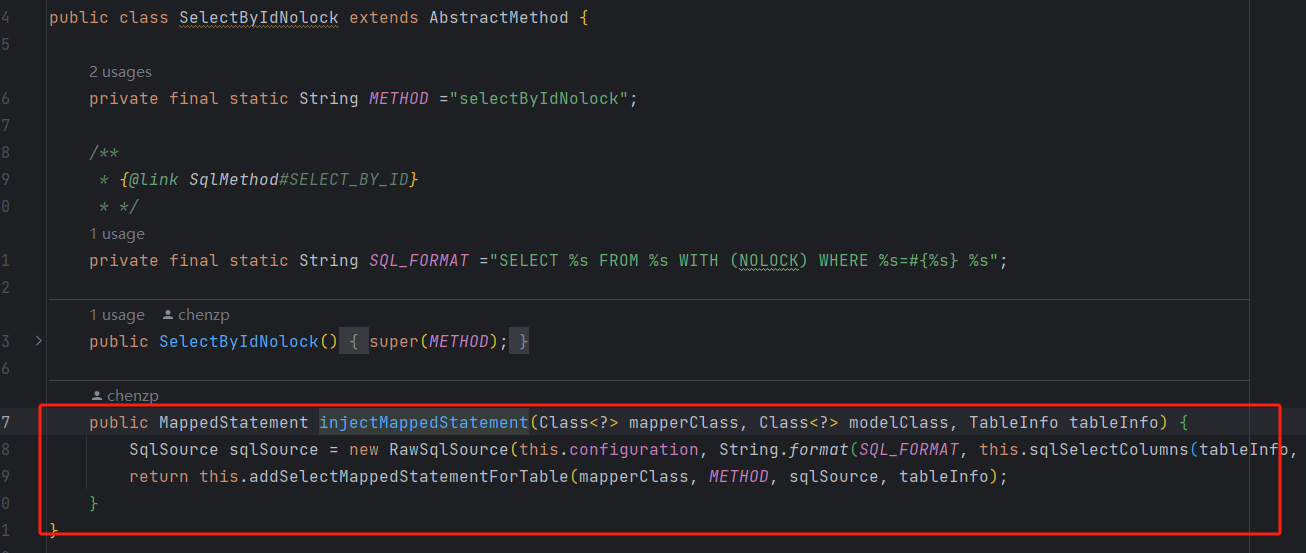 4 public class SelectByIdNolock extends AbstractMethod {
5
2 usages
6 private final static String METHOD ="selectByIdNolock";
7
8 /**
9 * {@link SqlMethod#SELECT_BY_ID}
0 * */
1 usage
1 private final static String SQL_FORMAT ="SELECT %s FROM %s WITH (NOLOCK) WHERE %s=#{%s} %s";
2
1 usage chenzp
3 public SelectByIdNolock() { super(METHOD); }
6
chenzp
7 public MappedStatement injectMappedStatement(Class<?> mapperClass, Class<?> modelClass, TableInfo tableInfo) {
8 SqlSource sqlSource = new RawSqlSource(this.configuration, String.format(SQL_FORMAT, this.sqlSelectColumns(tableInfo,
9 return this.addSelectMappedStatementForTable(mapperClass, METHOD, sqlSource, tableInfo);
0 }
1 }